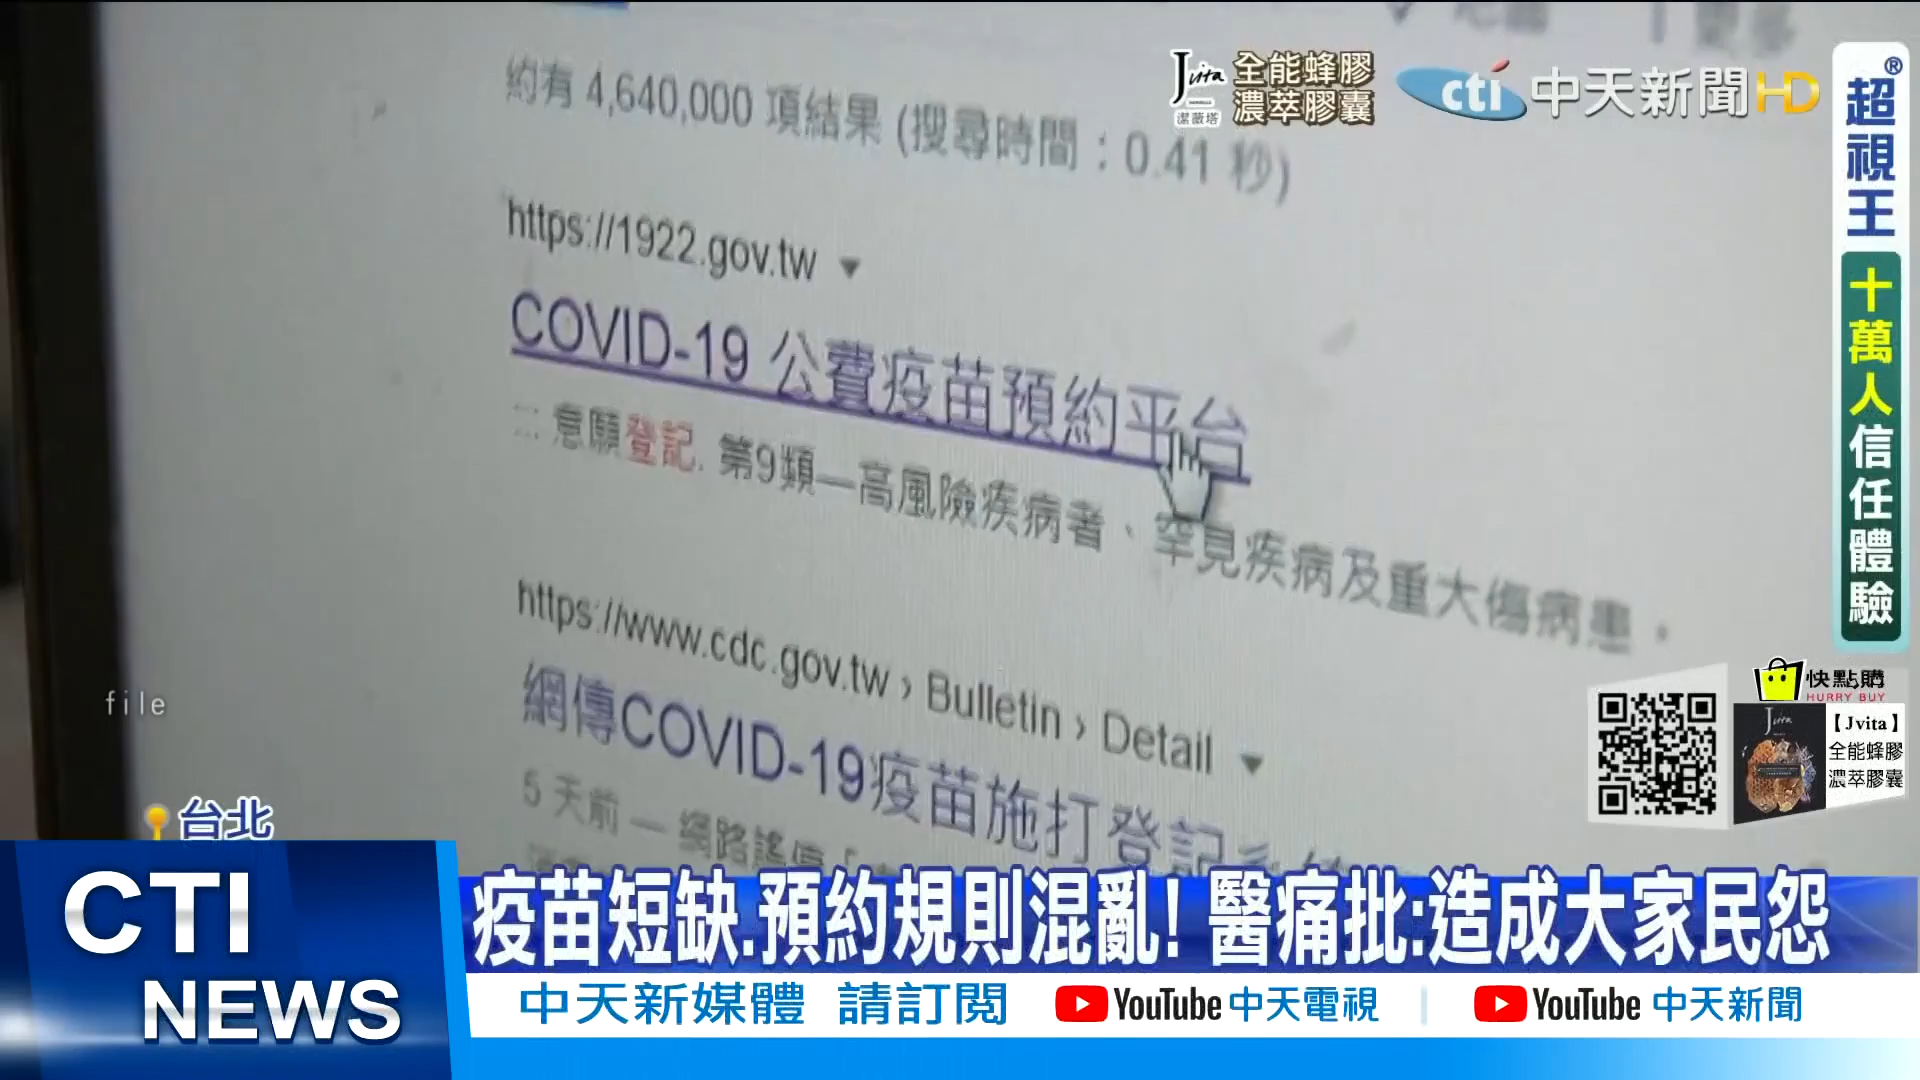 約有 4,640,000 項結果 (搜尋時間：0.41 秒)
https://1922.gov.tw
COVID-19 公費疫苗預約平台
意願登記. 第9類—高風險疾病者、罕見疾病及重大傷病患。
https://www.cdc.gov.tw › Bulletin › Detail
網傳COVID-19疫苗施打登記
5 天前 — 網路謠傳「
Jvita
潔薇塔
全能蜂膠
濃萃膠囊
cti 中天新聞HD
超視王®
十萬人信任體驗
快點購
HURRY BUY
Jvita
【Jvita】
全能蜂膠
濃萃膠囊
file
台北
CTI
NEWS
疫苗短缺.預約規則混亂! 醫痛批:造成大家民怨
中天新媒體 請訂閱 YouTube 中天電視 | YouTube 中天新聞